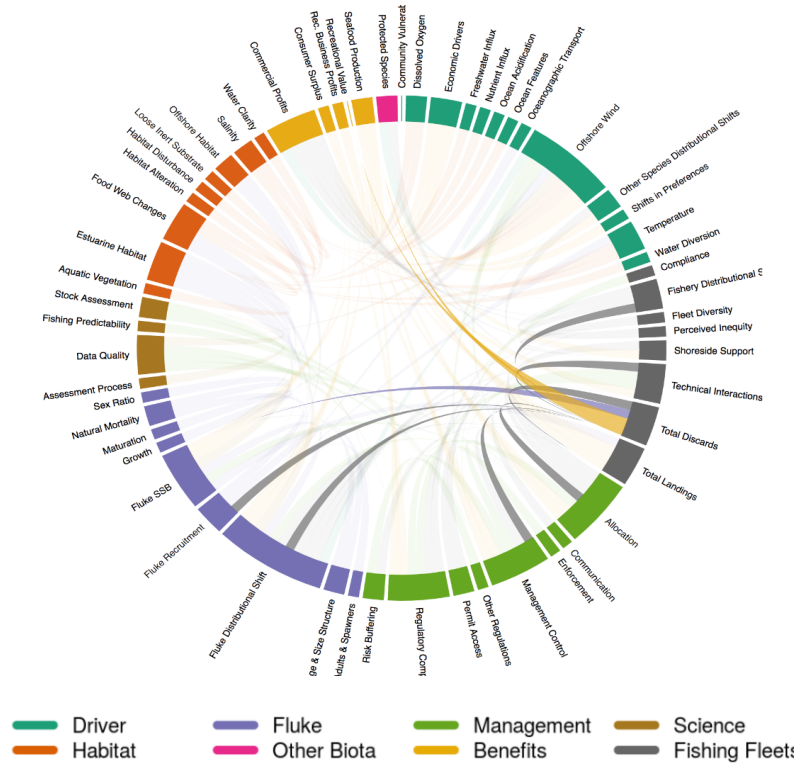 Community Vulnerat
Dissolved Oxygen
Economic Drivers
Freshwater Influx
Nutrient Influx
Ocean Acidification
Ocean Features
Oceanographic Transport
Offshore Wind
Other Species Distributional Shifts
Shifts in Preferences
Temperature
Water Diversion
Compliance
Fishery Distributional S
Fleet Diversity
Perceived Inequity
Shoreside Support
Technical Interactions
Total Discards
Total Landings
Allocation
Communication
Enforcement
Management Control
Other Regulations
Permit Access
Regulatory Comp
Risk Buffering
Adults & Spawners
ge & Size Structure
Fluke Distributional Shift
Fluke Recruitment
Fluke SSB
Growth
Maturation
Natural Mortality
Sex Ratio
Assessment Process
Data Quality
Fishing Predictability
Stock Assessment
Aquatic Vegetation
Estuarine Habitat
Food Web Changes
Habitat Alteration
Habitat Disturbance
Loose Inert Substrate
Offshore Habitat
Salinity
Water Clarity
Commercial Profits
Consumer Surplus
Rec. Business Profits
Recreational Value
Seafood Production
Protected Species
Driver
Fluke
Management
Science
Habitat
Other Biota
Benefits
Fishing Fleets